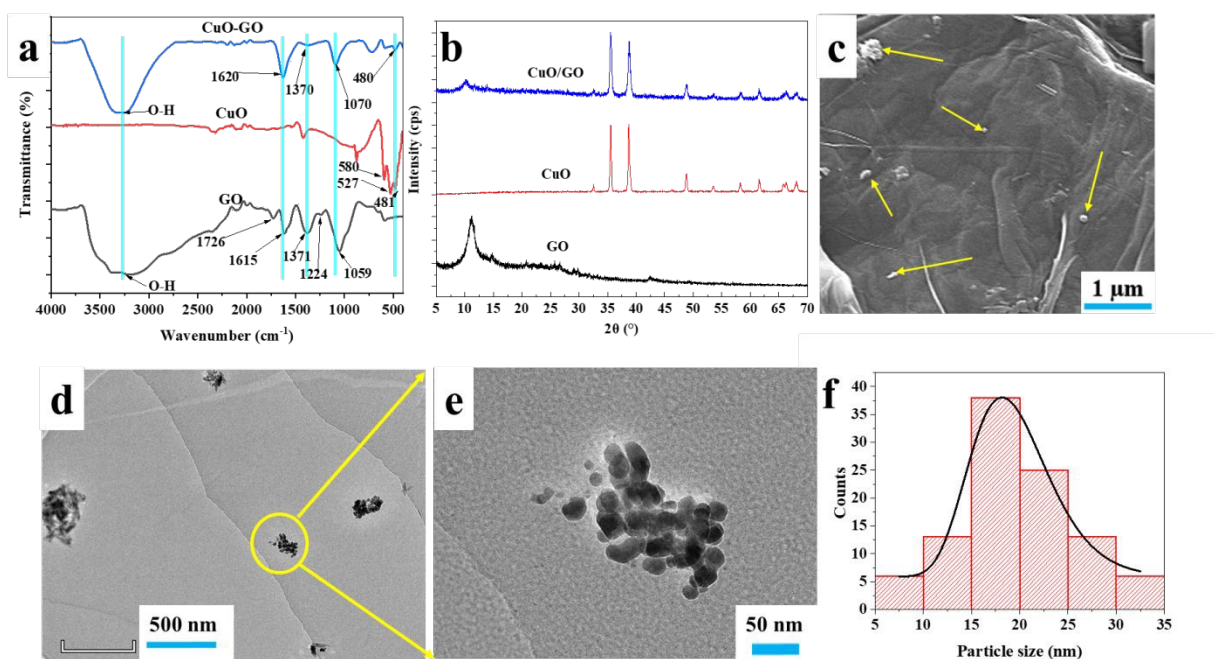 a
CuO-GO
1620
1370
1070
480
O-H
CuO
580
527
481
GO
1726
1615
1371
1224
1059
O-H
Transmittance (%)
4000 3500 3000 2500 2000 1500 1000 500
Wavenumber (cm⁻¹)
b
CuO/GO
CuO
GO
Intensity (cps)
5 10 15 20 25 30 35 40 45 50 55 60 65 70
2θ (°)
c
1 µm
d
500 nm
e
50 nm
f
Counts
40
35
30
25
20
15
10
5
0
5 10 15 20 25 30 35
Particle size (nm)